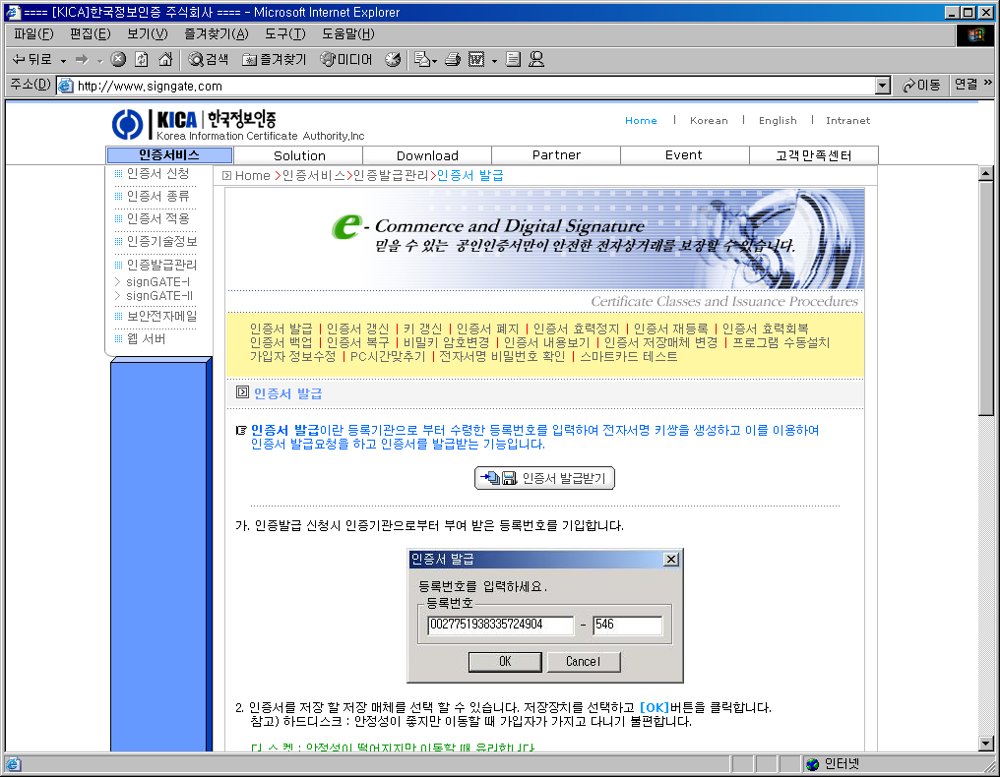 ==== [KICA]한국정보인증 주식회사 ==== - Microsoft Internet Explorer
파일(F) 편집(E) 보기(V) 즐겨찾기(A) 도구(T) 도움말(H)
뒤로 검색 즐겨찾기 미디어
주소(D) http://www.signgate.com 이동 연결 »
KICA 한국정보인증
Korea Information Certificate Authority,Inc
Home | Korean | English | Intranet
인증서비스 Solution Download Partner Event 고객만족센터
인증서 신청
인증서 종류
인증서 적용
인증기술정보
인증발급관리
> signGATE-I
> signGATE-II
보안전자메일
웹 서버
Home >인증서비스>인증발급관리>인증서 발급
e - Commerce and Digital Signature
믿을 수 있는 공인인증서만이 안전한 전자상거래를 보장할 수 있습니다.
Certificate Classes and Issuance Procedures
인증서 발급 | 인증서 갱신 | 키 갱신 | 인증서 폐지 | 인증서 효력정지 | 인증서 재등록 | 인증서 효력회복
인증서 백업 | 인증서 복구 | 비밀키 암호변경 | 인증서 내용보기 | 인증서 저장매체 변경 | 프로그램 수동설치
가입자 정보수정 | PC시간맞추기 | 전자서명 비밀번호 확인 | 스마트카드 테스트
인증서 발급
☞ 인증서 발급이란 등록기관으로 부터 수령한 등록번호를 입력하여 전자서명 키쌍을 생성하고 이를 이용하여
인증서 발급요청을 하고 인증서를 발급받는 기능입니다.
인증서 발급받기
가. 인증발급 신청시 인증기관으로부터 부여 받은 등록번호를 기입합니다.
인증서 발급
등록번호를 입력하세요.
등록번호
0027751938335724904 - 546
OK Cancel
2. 인증서를 저장 할 저장 매체를 선택 할 수 있습니다. 저장장치를 선택하고 [OK]버튼을 클릭합니다.
참고) 하드디스크 : 안정성이 좋지만 이동할 때 가입자가 가지고 다니기 불편합니다.
디 스 켓 : 안정성이 떨어지지만 이동할 때 유리합니다.
인터넷